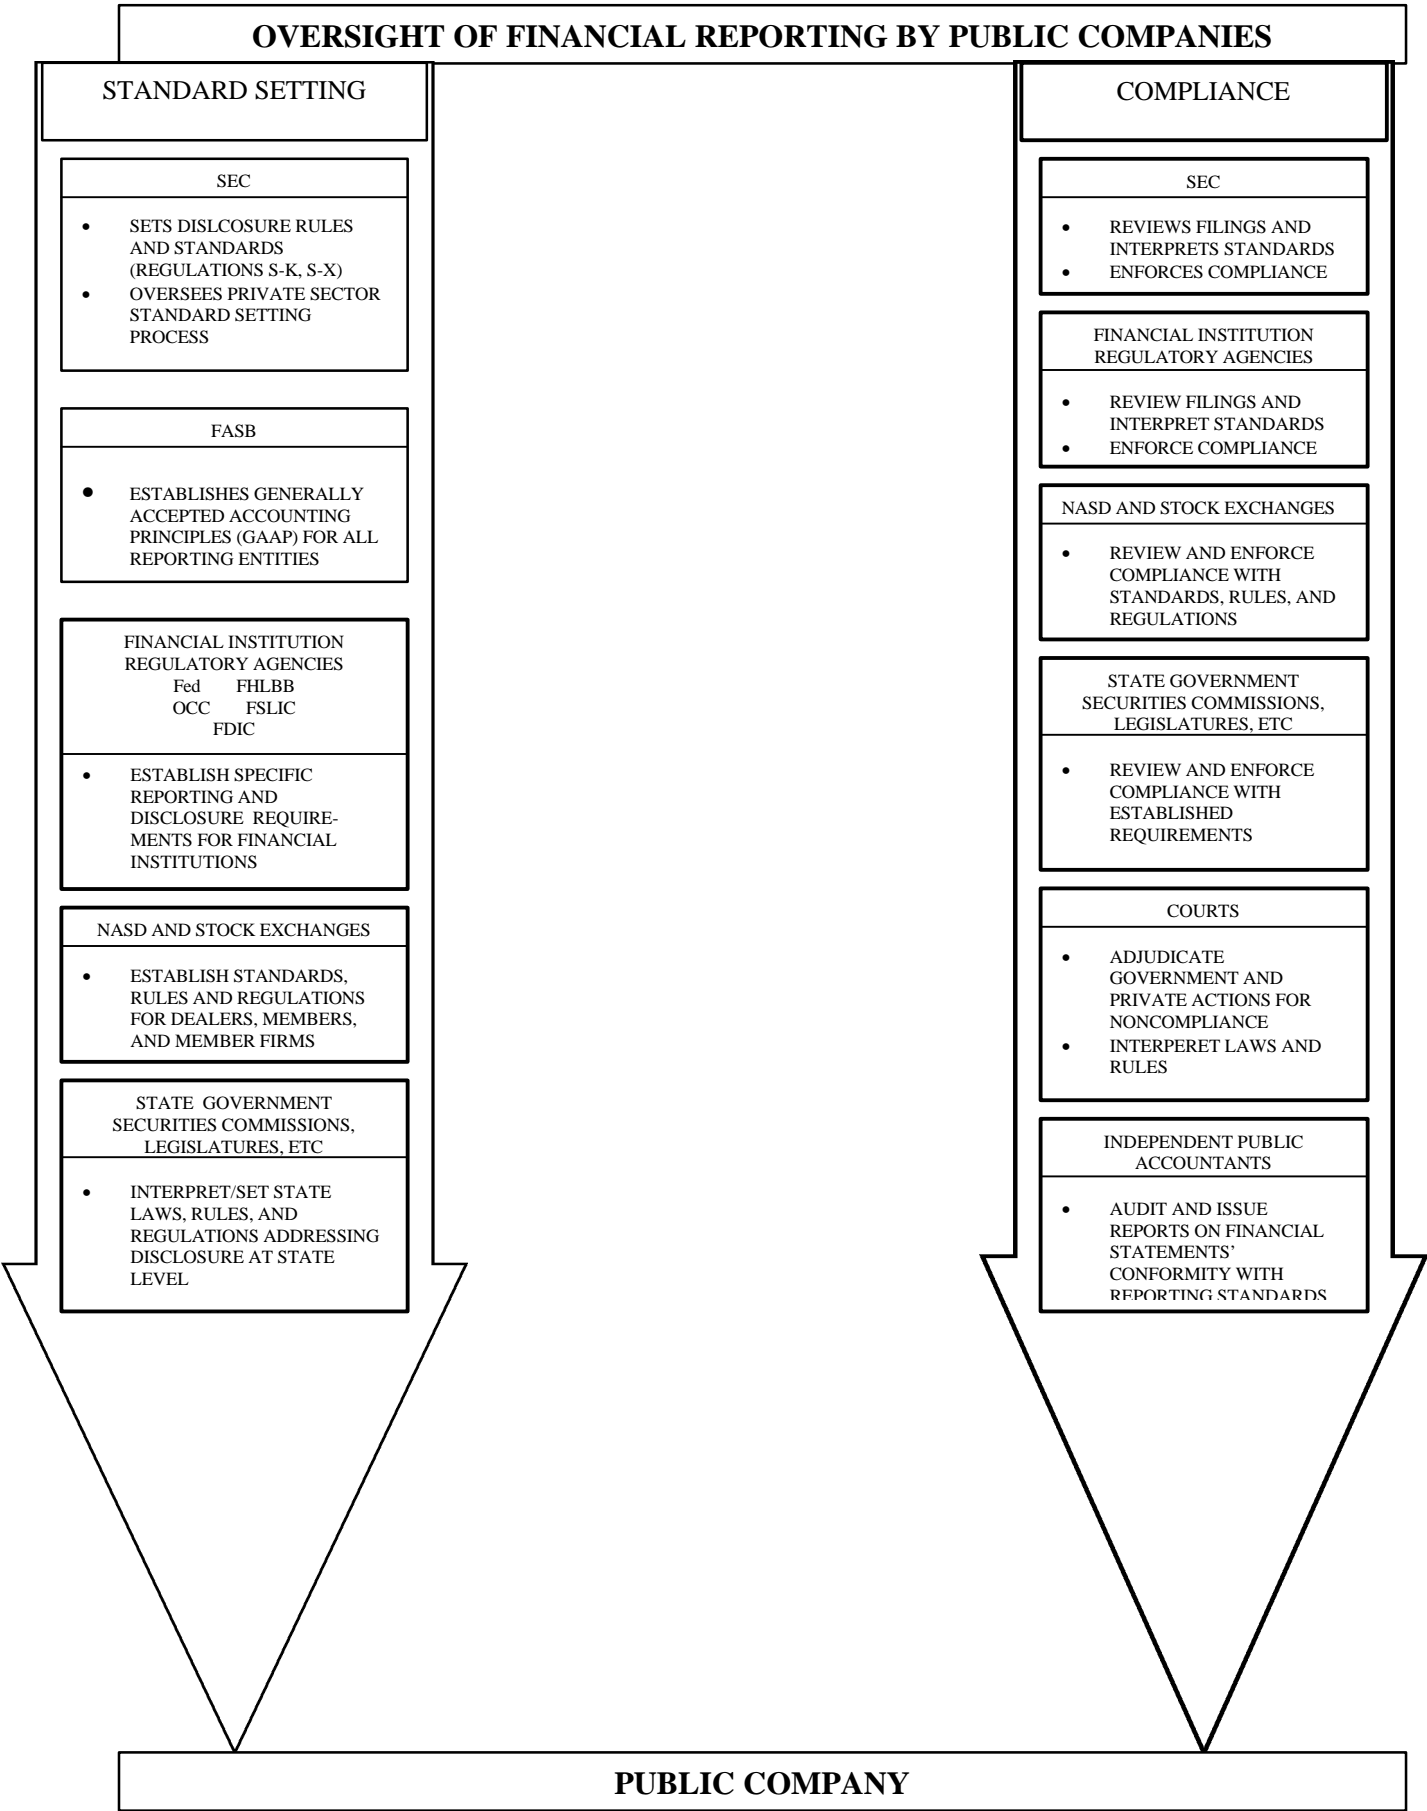 OVERSIGHT OF FINANCIAL REPORTING BY PUBLIC COMPANIES
STANDARD SETTING
SEC
• SETS DISLCOSURE RULES
AND STANDARDS
(REGULATIONS S-K, S-X)
• OVERSEES PRIVATE SECTOR
STANDARD SETTING
PROCESS
FASB
• ESTABLISHES GENERALLY
ACCEPTED ACCOUNTING
PRINCIPLES (GAAP) FOR ALL
REPORTING ENTITIES
FINANCIAL INSTITUTION
REGULATORY AGENCIES
Fed FHLBB
OCC FSLIC
FDIC
• ESTABLISH SPECIFIC
REPORTING AND
DISCLOSURE REQUIRE-
MENTS FOR FINANCIAL
INSTITUTIONS
NASD AND STOCK EXCHANGES
• ESTABLISH STANDARDS,
RULES AND REGULATIONS
FOR DEALERS, MEMBERS,
AND MEMBER FIRMS
STATE GOVERNMENT
SECURITIES COMMISSIONS,
LEGISLATURES, ETC
• INTERPRET/SET STATE
LAWS, RULES, AND
REGULATIONS ADDRESSING
DISCLOSURE AT STATE
LEVEL
COMPLIANCE
SEC
• REVIEWS FILINGS AND
INTERPRETS STANDARDS
• ENFORCES COMPLIANCE
FINANCIAL INSTITUTION
REGULATORY AGENCIES
• REVIEW FILINGS AND
INTERPRET STANDARDS
• ENFORCE COMPLIANCE
NASD AND STOCK EXCHANGES
• REVIEW AND ENFORCE
COMPLIANCE WITH
STANDARDS, RULES, AND
REGULATIONS
STATE GOVERNMENT
SECURITIES COMMISSIONS,
LEGISLATURES, ETC
• REVIEW AND ENFORCE
COMPLIANCE WITH
ESTABLISHED
REQUIREMENTS
COURTS
• ADJUDICATE
GOVERNMENT AND
PRIVATE ACTIONS FOR
NONCOMPLIANCE
• INTERPERET LAWS AND
RULES
INDEPENDENT PUBLIC
ACCOUNTANTS
• AUDIT AND ISSUE
REPORTS ON FINANCIAL
STATEMENTS’
CONFORMITY WITH
REPORTING STANDARDS
PUBLIC COMPANY